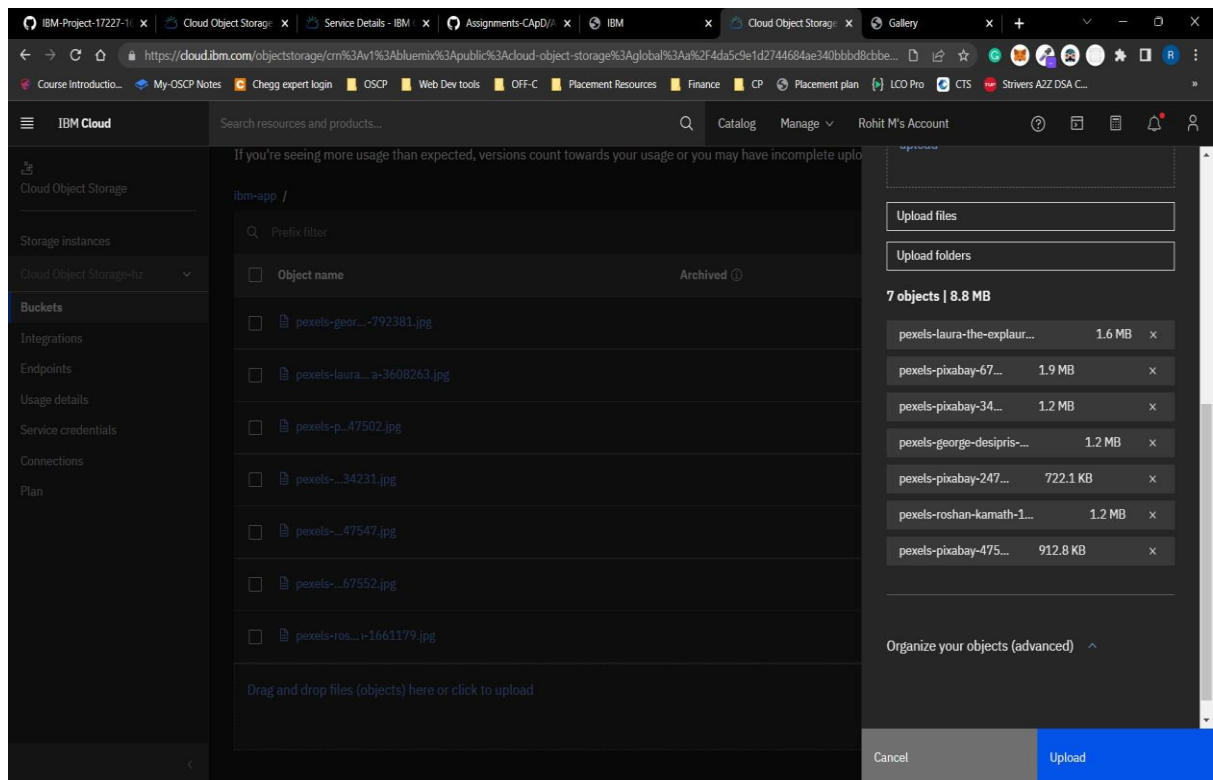 IBM-Project-17227-1
Cloud Object Storage
Service Details - IBM
Assignments-CApD/A
IBM
Cloud Object Storage
Gallery
https://cloud.ibm.com/objectstorage/crn%3Av1%3Abluemix%3Apublic%3Acloud-object-storage%3Aglobal%3Aa%2F4da5c9e1d2744684ae340bbbd8cbbe...
Course Introductio...
My-OSCP Notes
Chegg expert login
OSCP
Web Dev tools
OFF-C
Placement Resources
Finance
CP
Placement plan
LCO Pro
CTS
Strivers A2Z DSA C...
IBM Cloud
Search resources and products...
Catalog
Manage
Rohit M's Account
If you're seeing more usage than expected, versions count towards your usage or you may have incomplete uplo
Cloud Object Storage
Storage instances
Cloud Object Storage-hz
Buckets
Integrations
Endpoints
Usage details
Service credentials
Connections
Plan
ibm-app /
Prefix filter
Object name
Archived
pexels-geor...-792381.jpg
pexels-laura... a-3608263.jpg
pexels-p...47502.jpg
pexels-...34231.jpg
pexels-...47547.jpg
pexels-...67552.jpg
pexels-ros...-1661179.jpg
Drag and drop files (objects) here or click to upload
upload
Upload files
Upload folders
7 objects | 8.8 MB
pexels-laura-the-explaur... 1.6 MB
pexels-pixabay-67... 1.9 MB
pexels-pixabay-34... 1.2 MB
pexels-george-desipris-... 1.2 MB
pexels-pixabay-247... 722.1 KB
pexels-roshan-kamath-1... 1.2 MB
pexels-pixabay-475... 912.8 KB
Organize your objects (advanced)
Cancel
Upload